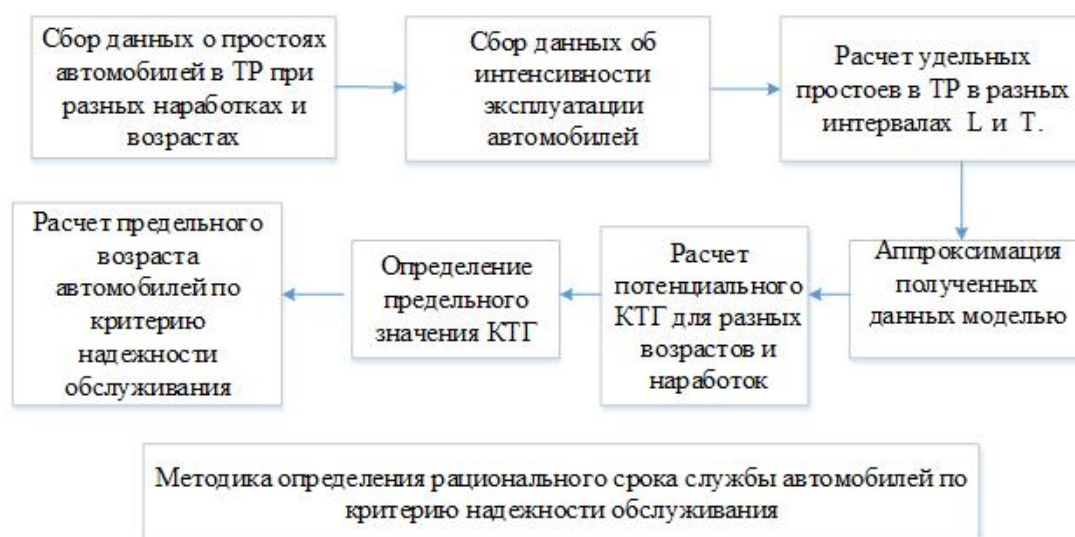 Сбор данных о простоях
автомобилей в ТР при
разных наработках и
возрастах
Сбор данных об
интенсивности
эксплуатации
автомобилей
Расчет удельных
простоев в ТР в разных
интервалах L и T.
Аппроксимация
полученных
данных моделью
Расчет
потенциального
КТГ для разных
возрастов и
наработок
Определение
предельного
значения КТГ
Расчет предельного
возраста
автомобилей по
критерию
надежности
обслуживания
Методика определения рационального срока службы автомобилей по
критерию надежности обслуживания